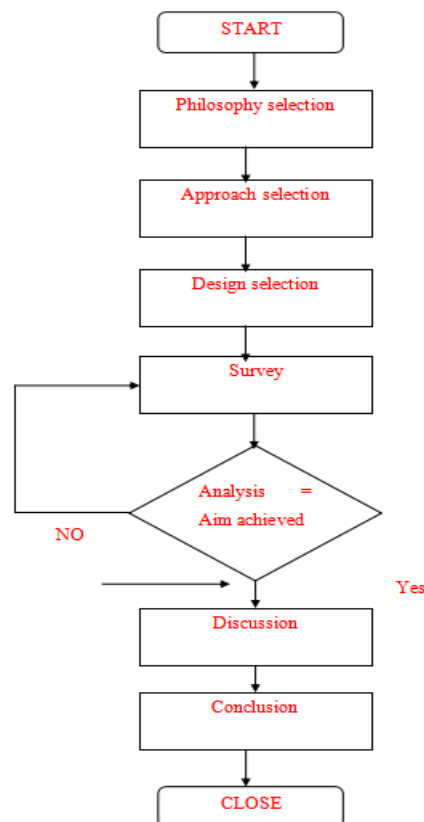 START
Philosophy selection
Approach selection
Design selection
Survey
Analysis =
Aim achieved
NO
Yes
Discussion
Conclusion
CLOSE